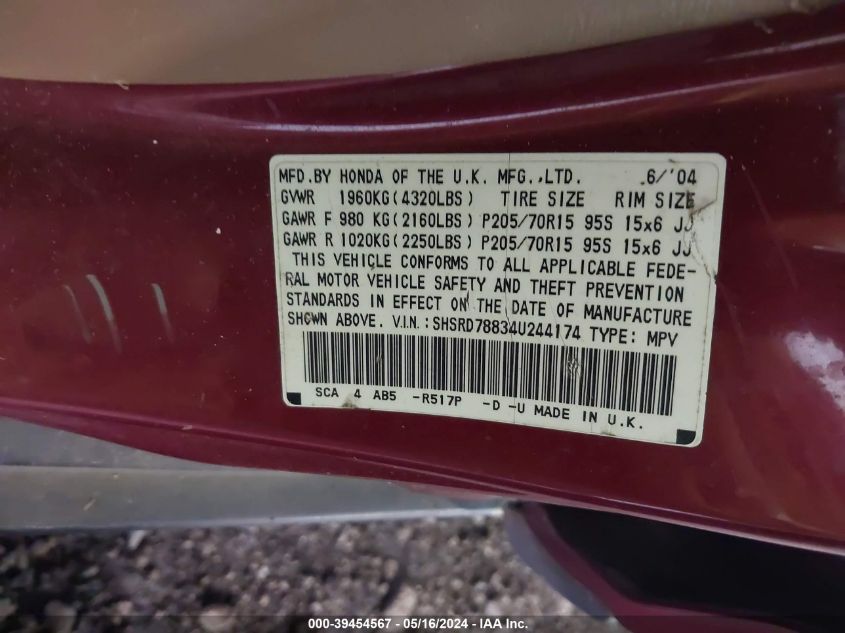 MFD.BY HONDA OF THE U.K. MFG.,LTD. 6/'04
GVWR 1960KG(4320LBS) TIRE SIZE RIM SIZE
GAWR F 980 KG(2160LBS) P205/70R15 95S 15x6 JJ
GAWR R 1020KG(2250LBS) P205/70R15 95S 15x6 JJ
THIS VEHICLE CONFORMS TO ALL APPLICABLE FEDE-
RAL MOTOR VEHICLE SAFETY AND THEFT PREVENTION
STANDARDS IN EFFECT ON THE DATE OF MANUFACTURE
SHOWN ABOVE. V.I.N.:SHSRD78834U244174 TYPE: MPV
SCA 4 AB5 -R517P -D -U MADE IN U.K.
000-39454567 - 05/16/2024 - IAA Inc.